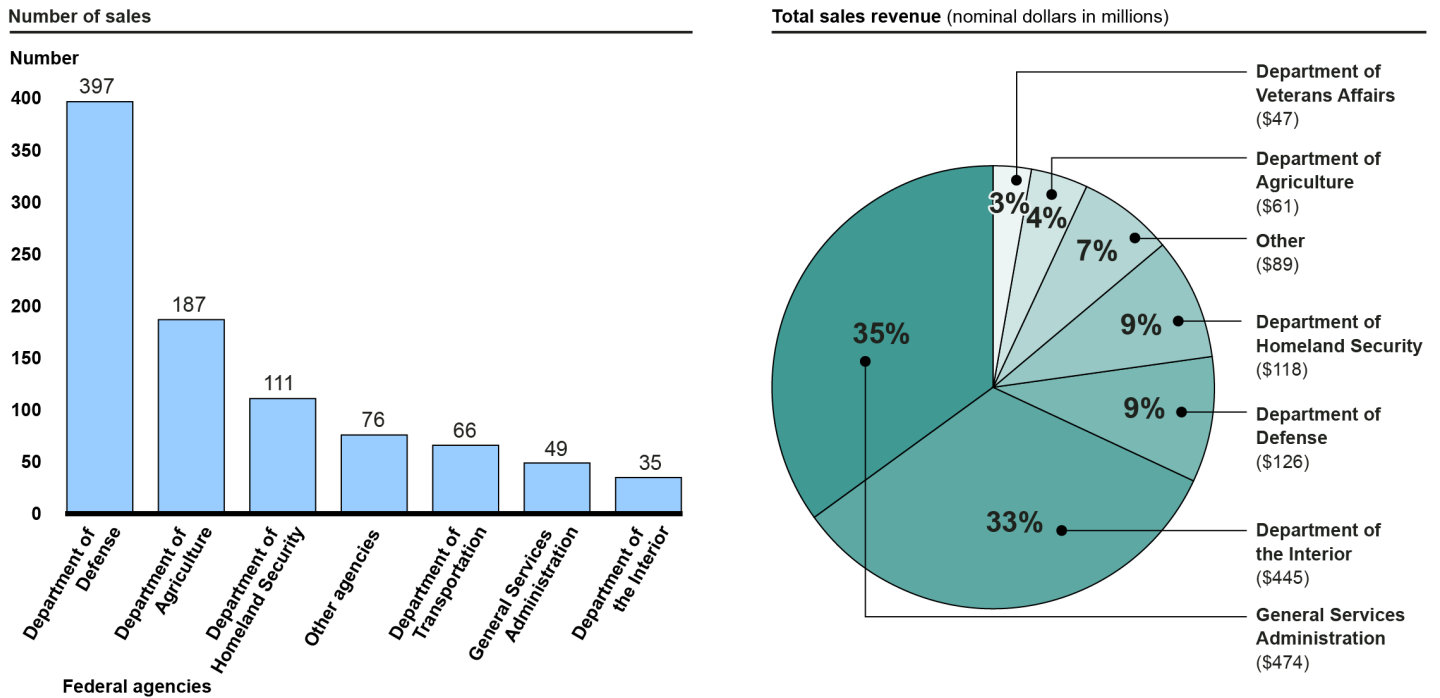 Number of sales
Number
400
350
300
250
200
150
100
50
0
397
187
111
76
66
49
35
Department of
Defense
Department of
Agriculture
Department of
Homeland Security
Other agencies
Department of
Transportation
General Services
Administration
Department of
the Interior
Federal agencies
Total sales revenue (nominal dollars in millions)
3%
4%
7%
9%
9%
33%
35%
Department of
Veterans Affairs
($47)
Department of
Agriculture
($61)
Other
($89)
Department of
Homeland Security
($118)
Department of
Defense
($126)
Department of
the Interior
($445)
General Services
Administration
($474)